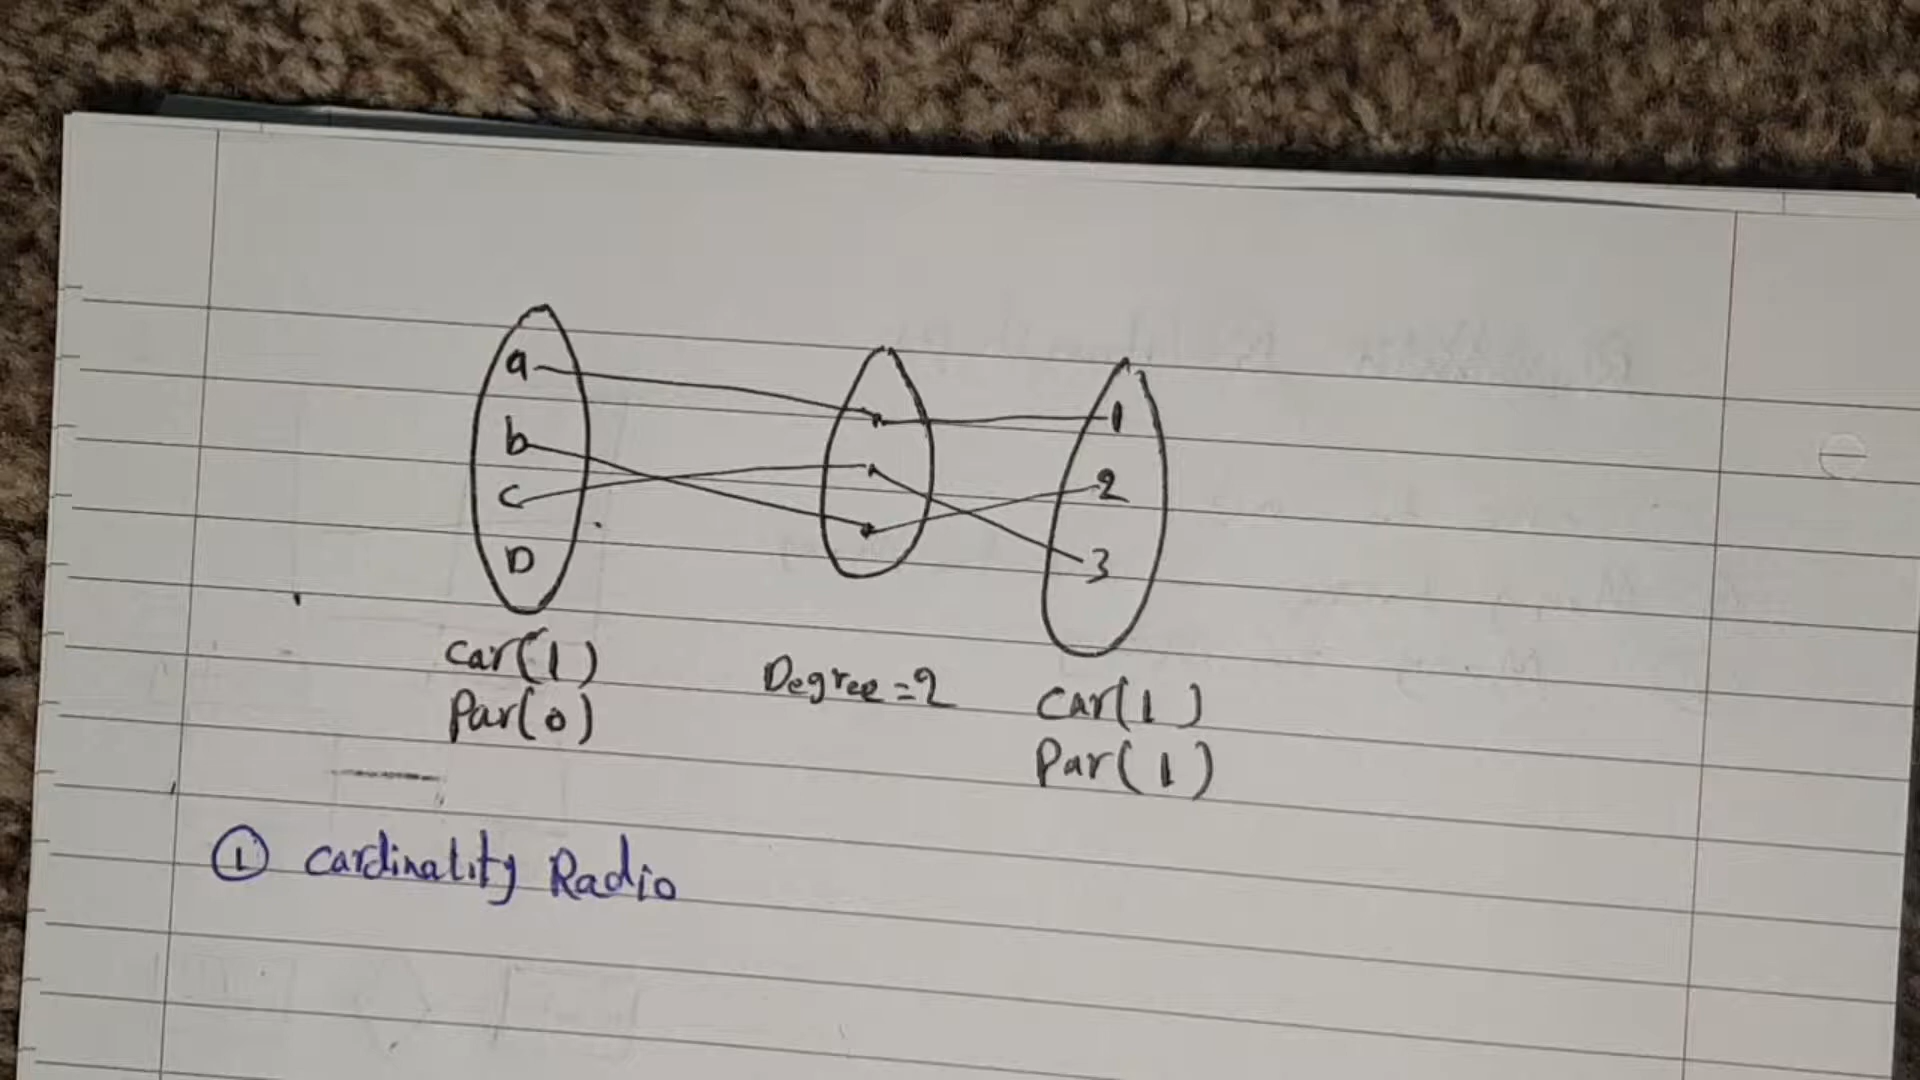 a
b
c
D
1
2
3
Car(1)
Par(0)
Degree=2
Car(1)
Par(1)
① Cardinality Radio